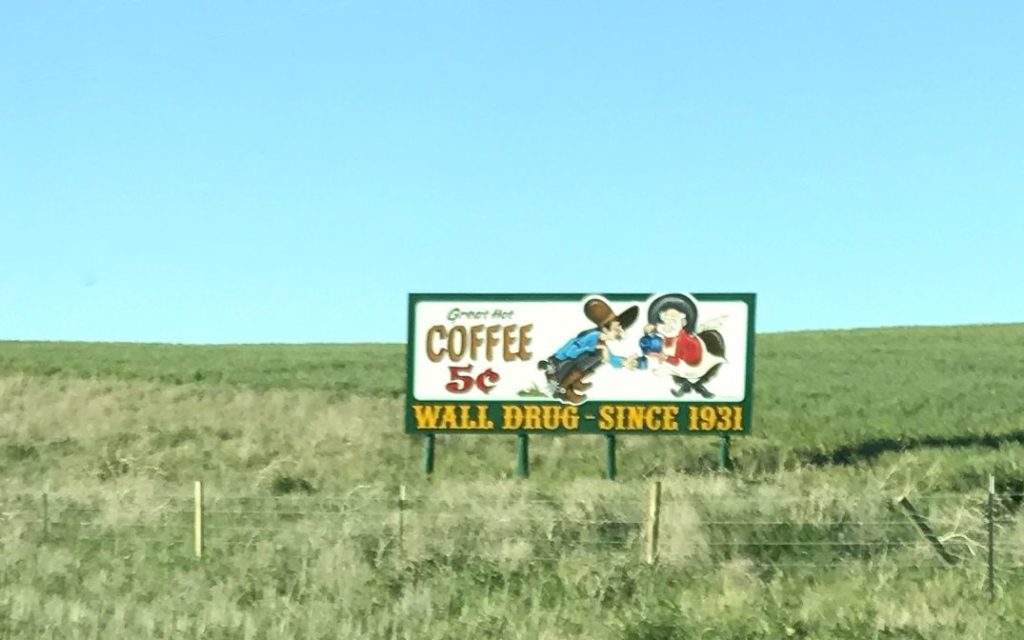 Great Hot
COFFEE
5¢
WALL DRUG - SINCE 1931